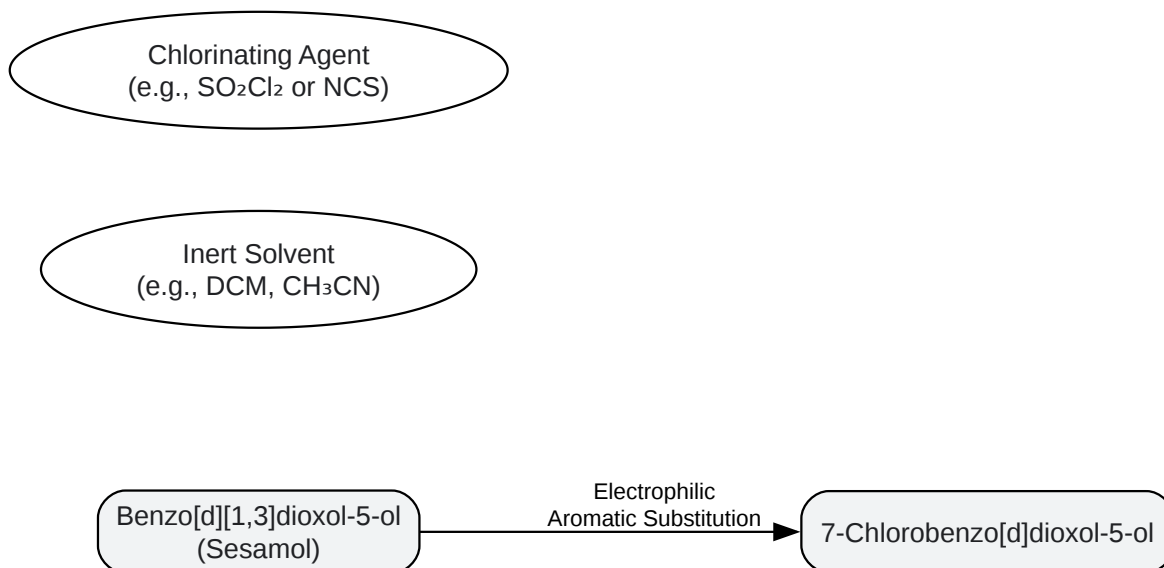 Chlorinating Agent
(e.g., SO₂Cl₂ or NCS)
Inert Solvent
(e.g., DCM, CH₃CN)
Benzo[d][1,3]dioxol-5-ol
(Sesamol)
Electrophilic
Aromatic Substitution
7-Chlorobenzo[d]dioxol-5-ol